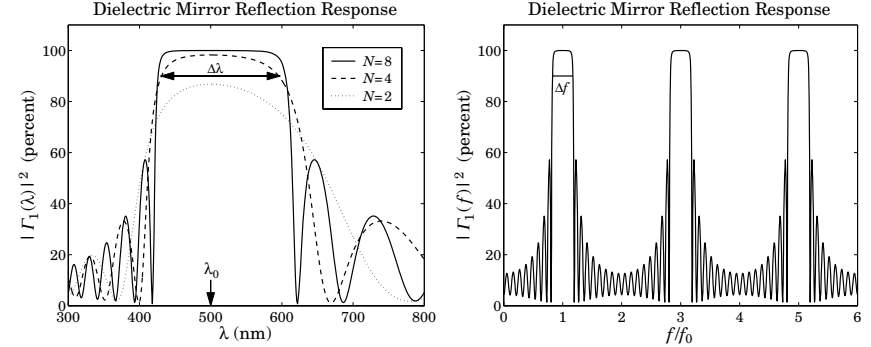 Dielectric Mirror Reflection Response
| Γ1(λ) | 2 (percent)
100
80
60
40
20
0
Δλ
N=8
N=4
N=2
λ0
300 400 500 600 700 800
λ (nm)
Dielectric Mirror Reflection Response
| Γ1(f) | 2 (percent)
100
80
60
40
20
0
Δf
0 1 2 3 4 5 6
f/f0